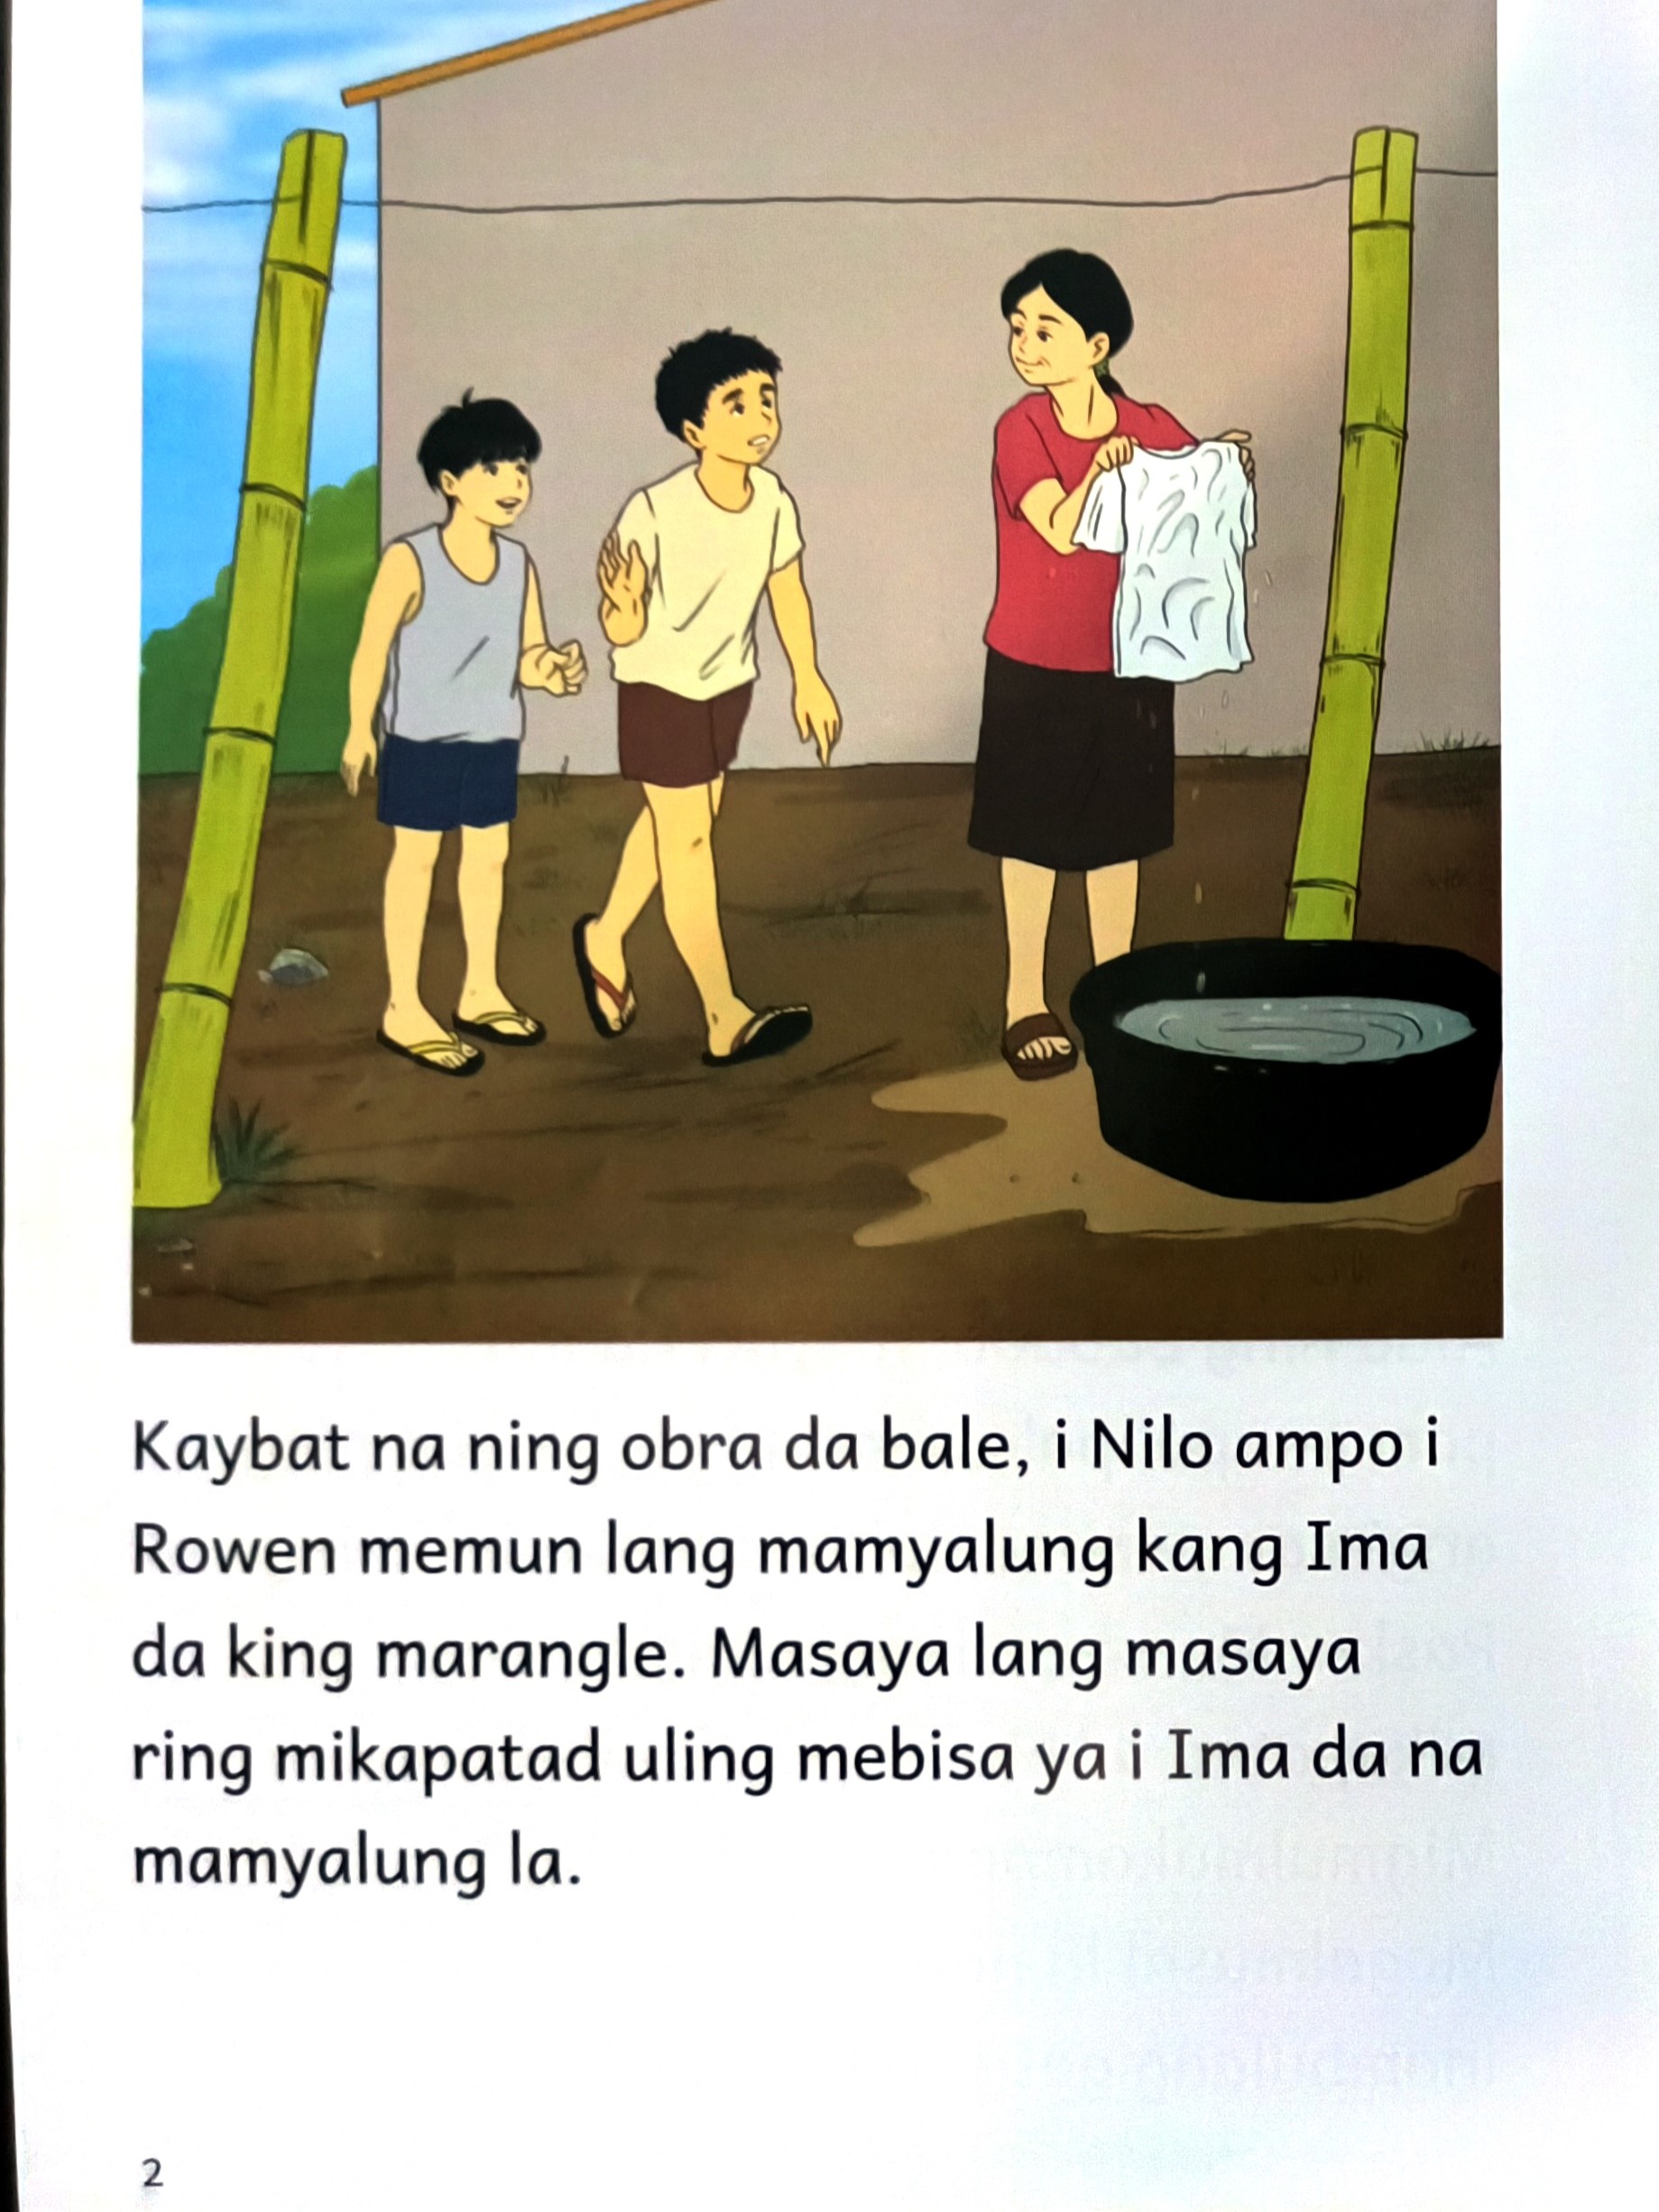 Kaybat na ning obra da bale, i Nilo ampo i
Rowen memun lang mamyalung kang Ima
da king marangle. Masaya lang masaya
ring mikapatad uling mebisa ya i Ima da na
mamyalung la.
2